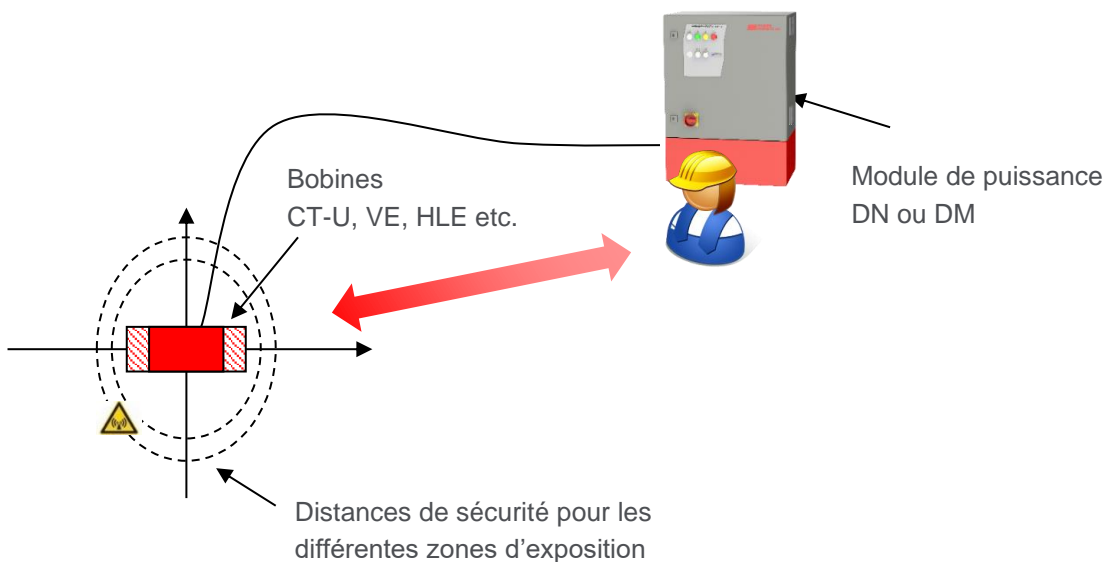 Bobines
CT-U, VE, HLE etc.
Module de puissance
DN ou DM
Distances de sécurité pour les
différentes zones d’exposition